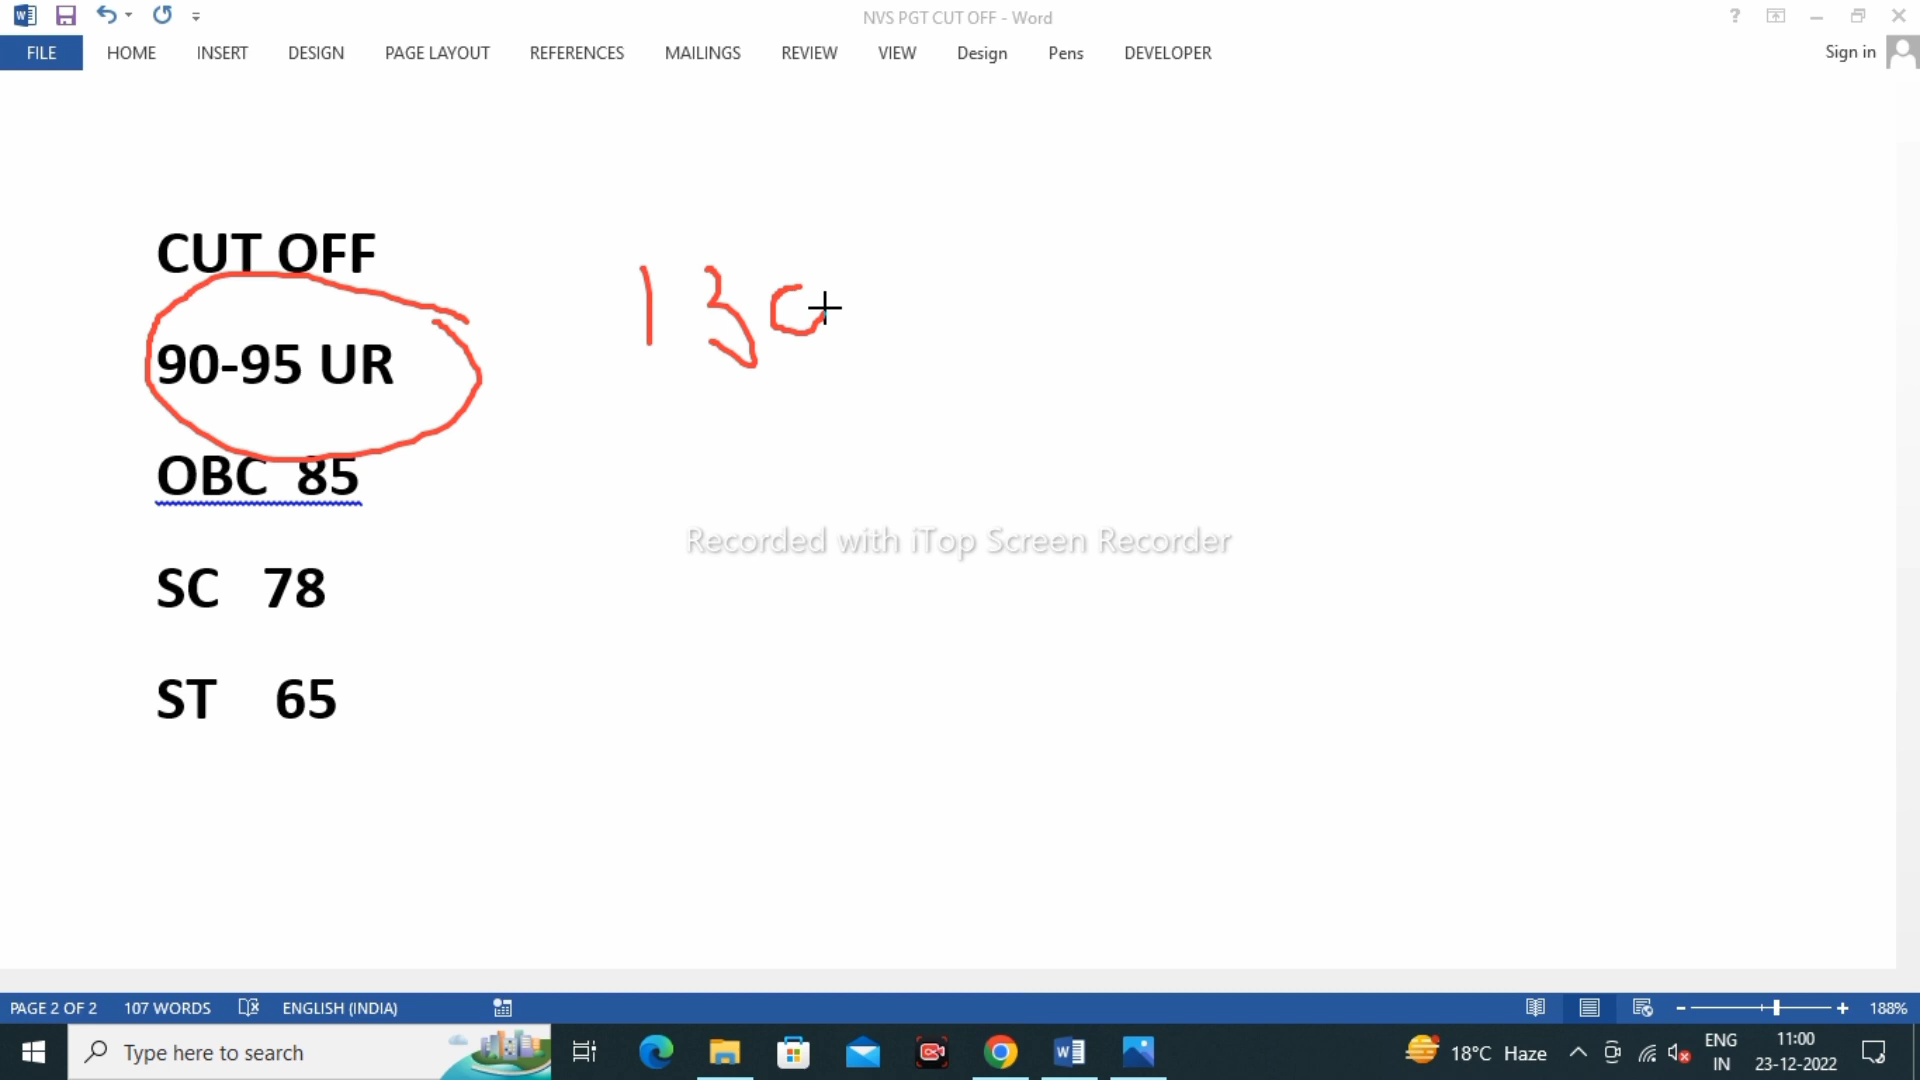 NVS PGT CUT OFF - Word
?
FILE HOME INSERT DESIGN PAGE LAYOUT REFERENCES MAILINGS REVIEW VIEW Design Pens DEVELOPER Sign in
CUT OFF
90-95 UR
OBC 85
SC 78
ST 65
13
Recorded with iTop Screen Recorder
PAGE 2 OF 2 107 WORDS ENGLISH (INDIA) 188%
Type here to search
18°C Haze
ENG
IN
11:00
23-12-2022